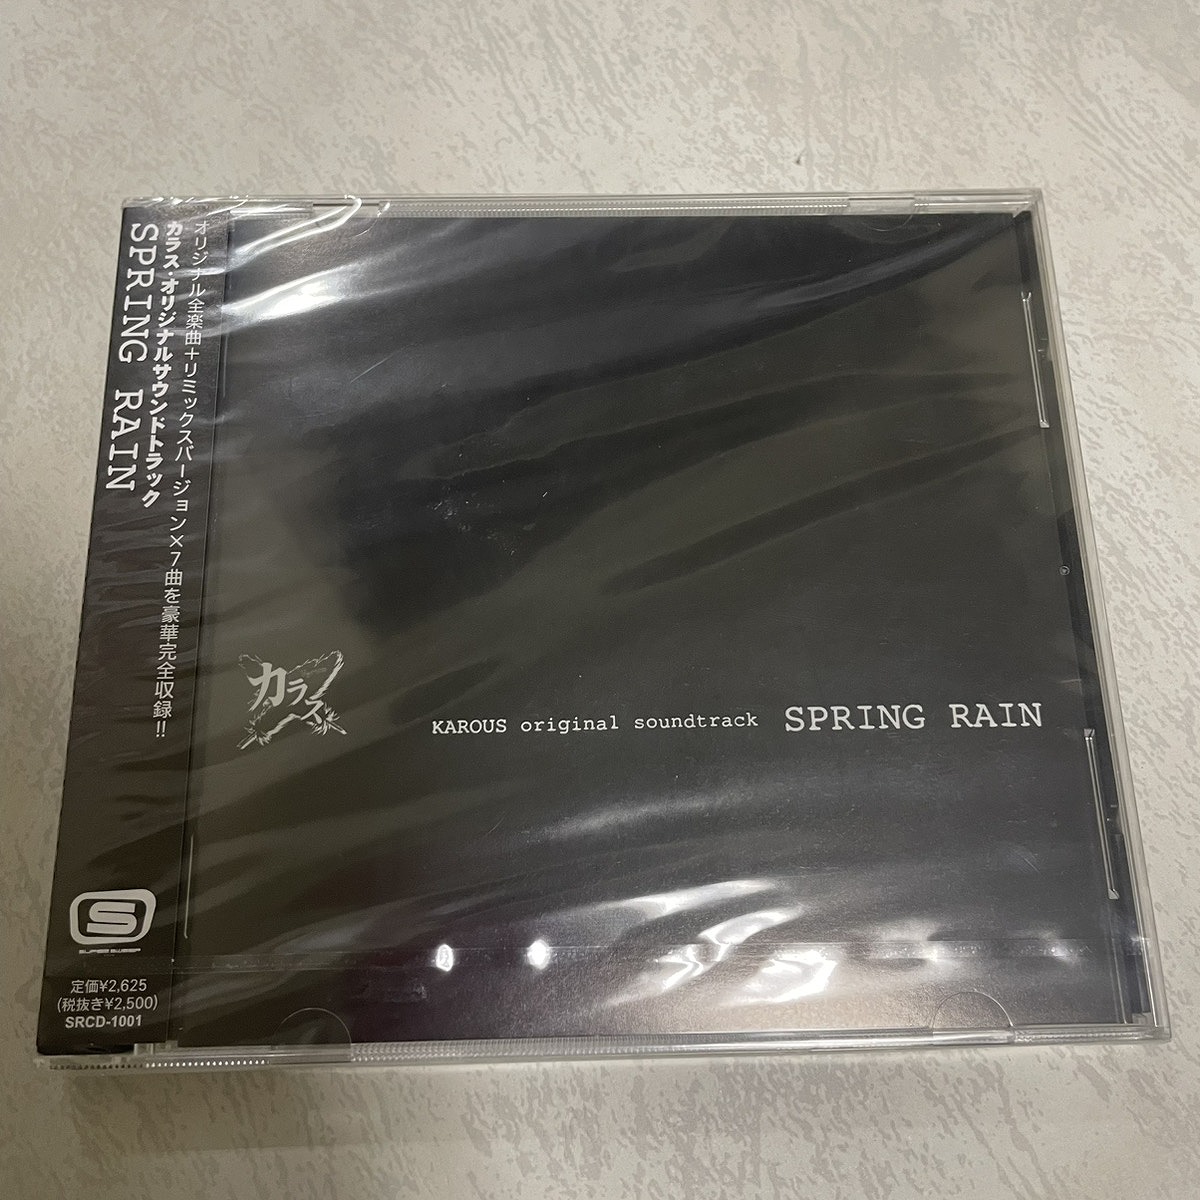 オリジナル全楽曲+リミックスバージョン×7曲を豪華完全収録!!
カラス・オリジナルサウンドトラック
SPRING RAIN
カラス
KAROUS original soundtrack SPRING RAIN
S
SUPER SWEEP
定価¥2,625
(税抜き¥2,500)
SRCD-1001